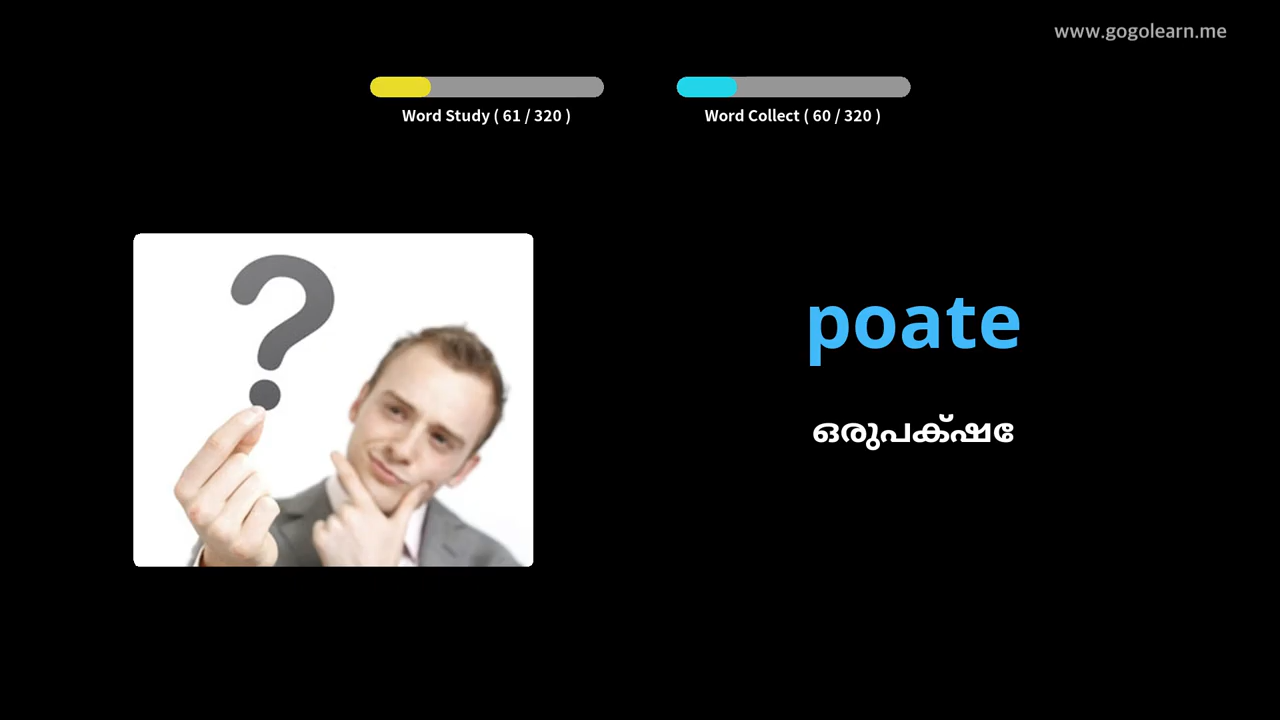 www.gogolearn.me
Word Study ( 61 / 320 )
Word Collect ( 60 / 320 )
poate
ഒരുപക്ഷേ